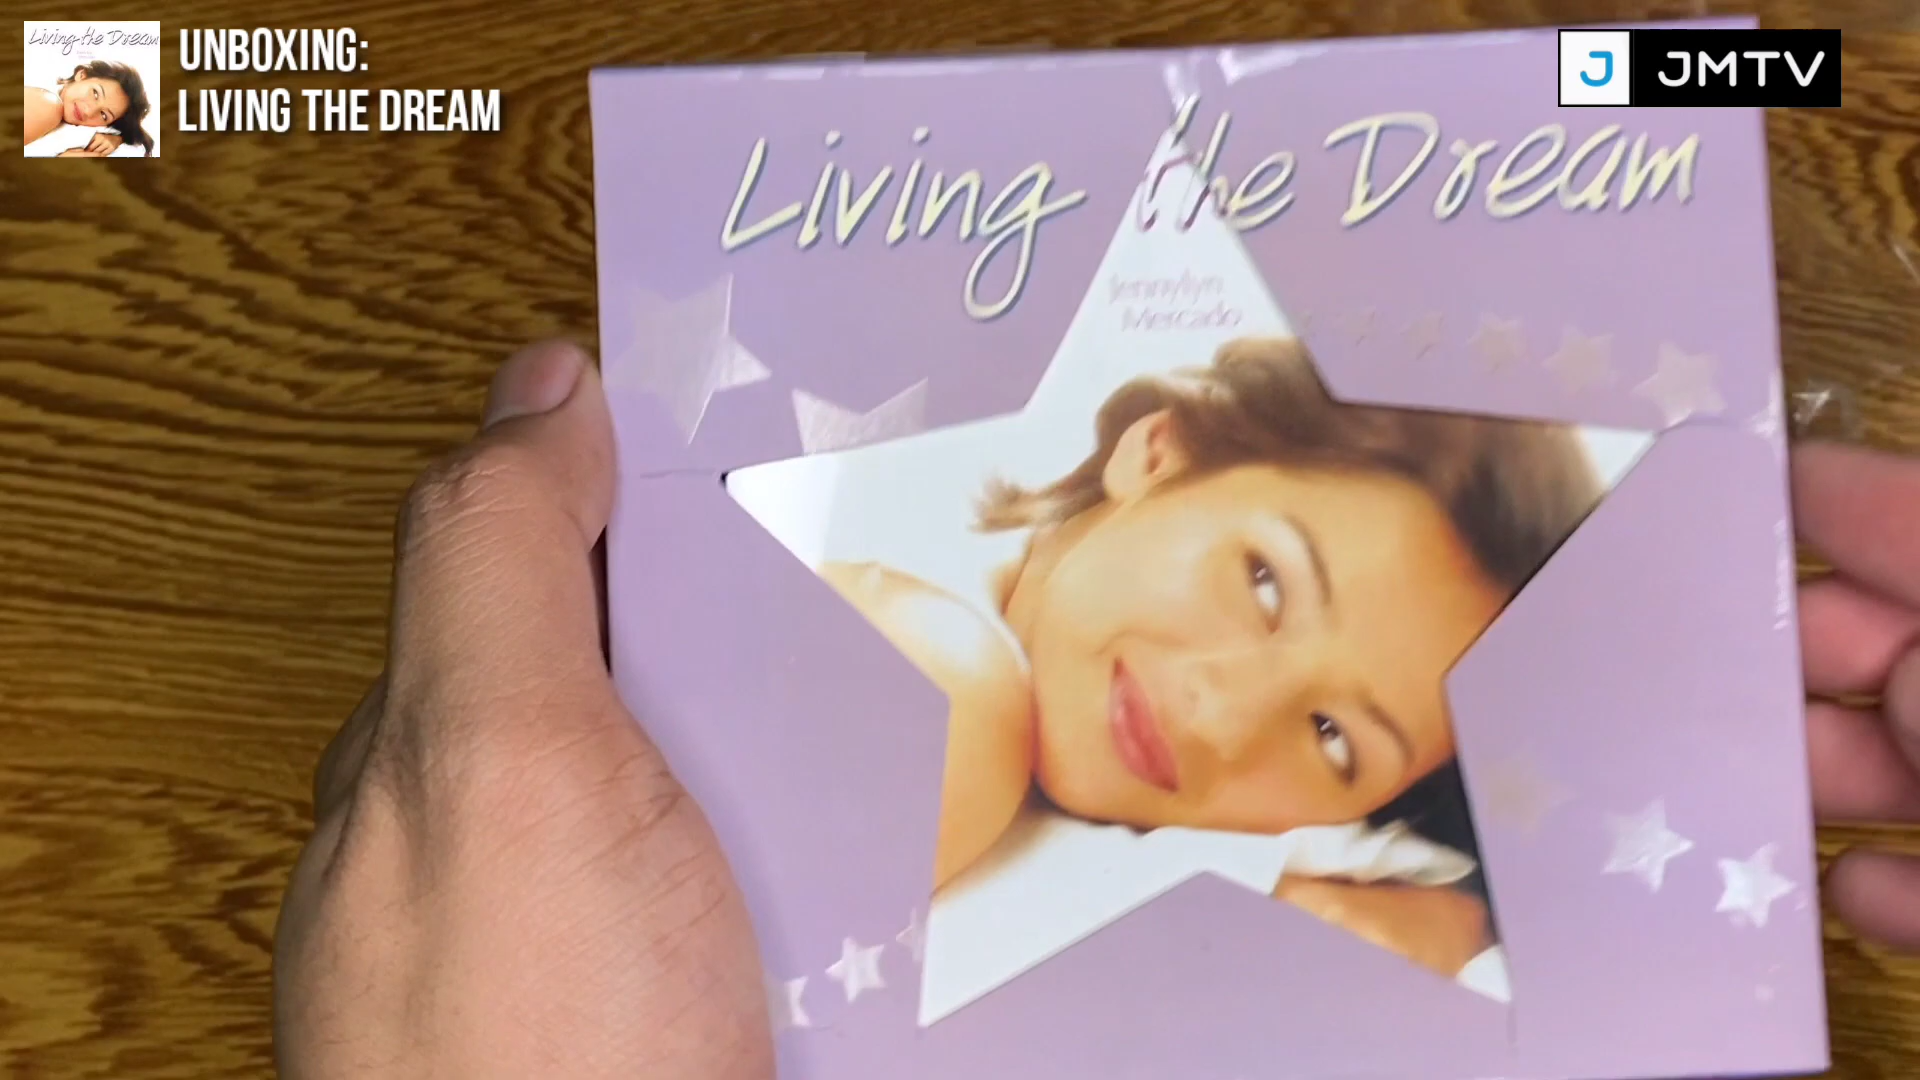 Living the Dream
UNBOXING:
LIVING THE DREAM
J JMTV
Living the Dream
Jennylyn
Mercado